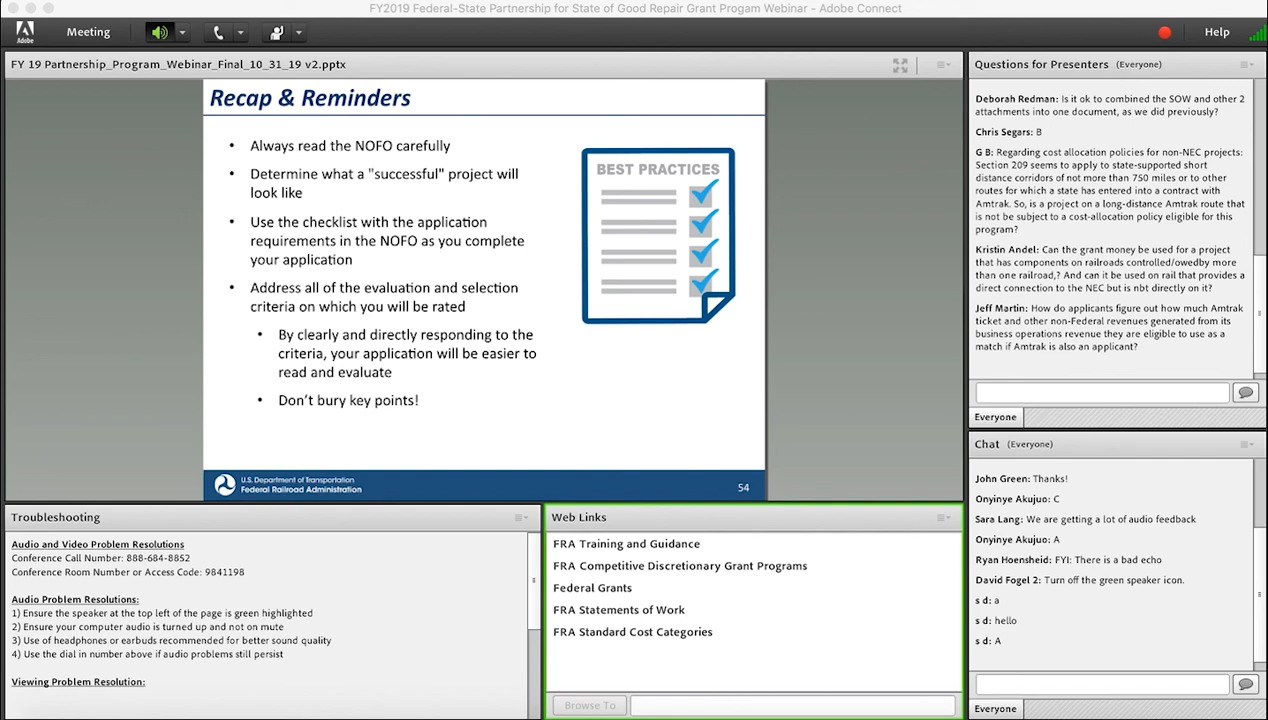 FY2019 Federal-State Partnership for State of Good Repair Grant Progam Webinar - Adobe Connect
Adobe
Meeting
Help
FY 19 Partnership_Program_Webinar_Final_10_31_19 v2.pptx
Recap & Reminders
• Always read the NOFO carefully
• Determine what a "successful" project will
look like
• Use the checklist with the application
requirements in the NOFO as you complete
your application
• Address all of the evaluation and selection
criteria on which you will be rated
• By clearly and directly responding to the
criteria, your application will be easier to
read and evaluate
• Don't bury key points!
BEST PRACTICES
U.S. Department of Transportation
Federal Railroad Administration
54
Questions for Presenters (Everyone)
Deborah Redman: Is it ok to combined the SOW and other 2
attachments into one document, as we did previously?
Chris Segars: B
G B: Regarding cost allocation policies for non-NEC projects:
Section 209 seems to apply to state-supported short
distance corridors of not more than 750 miles or to other
routes for which a state has entered into a contract with
Amtrak. So, is a project on a long-distance Amtrak route that
is not be subject to a cost-allocation policy eligible for this
program?
Kristin Andel: Can the grant money be used for a project
that has components on railroads controlled/owedby more
than one railroad,? And can it be used on rail that provides a
direct connection to the NEC but is nbt directly on it?
Jeff Martin: How do applicants figure out how much Amtrak
ticket and other non-Federal revenues generated from its
business operations revenue they are eligible to use as a
match if Amtrak is also an applicant?
Everyone
Chat (Everyone)
John Green: Thanks!
Onyinye Akujuo: C
Sara Lang: We are getting a lot of audio feedback
Onyinye Akujuo: A
Ryan Hoensheid: FYI: There is a bad echo
David Fogel 2: Turn off the green speaker icon.
s d: a
s d: hello
s d: A
Everyone
Troubleshooting
Audio and Video Problem Resolutions
Conference Call Number: 888-684-8852
Conference Room Number or Access Code: 9841198
Audio Problem Resolutions:
1) Ensure the speaker at the top left of the page is green highlighted
2) Ensure your computer audio is turned up and not on mute
3) Use of headphones or earbuds recommended for better sound quality
4) Use the dial in number above if audio problems still persist
Viewing Problem Resolution:
Web Links
FRA Training and Guidance
FRA Competitive Discretionary Grant Programs
Federal Grants
FRA Statements of Work
FRA Standard Cost Categories
Browse To